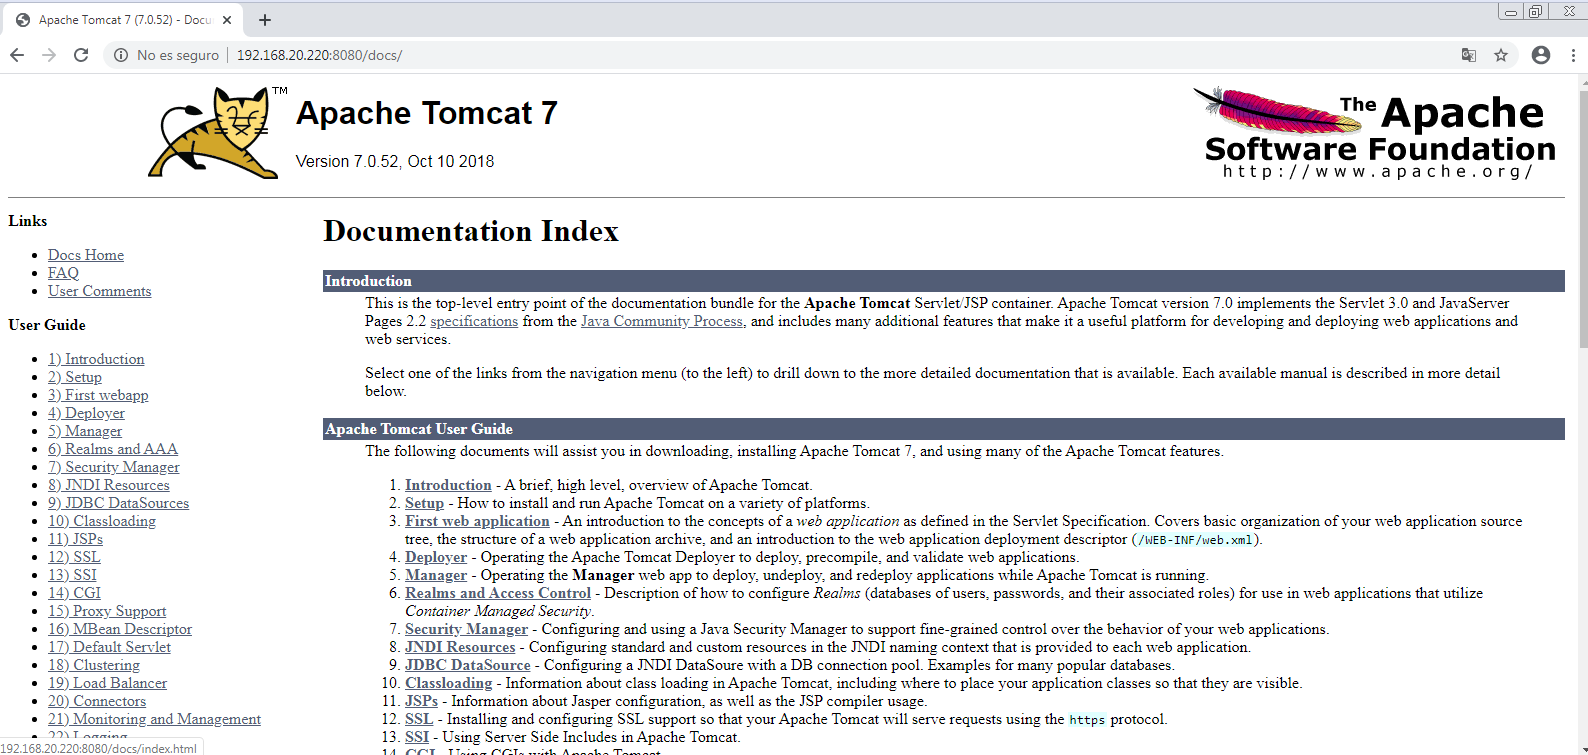 Apache Tomcat 7 (7.0.52) - Docu
No es seguro
192.168.20.220:8080/docs/
TM
Apache Tomcat 7
Version 7.0.52, Oct 10 2018
The Apache
Software Foundation
http://www.apache.org/
Links
Docs Home
FAQ
User Comments
User Guide
1) Introduction
2) Setup
3) First webapp
4) Deployer
5) Manager
6) Realms and AAA
7) Security Manager
8) JNDI Resources
9) JDBC DataSources
10) Classloading
11) JSPs
12) SSL
13) SSI
14) CGI
15) Proxy Support
16) MBean Descriptor
17) Default Servlet
18) Clustering
19) Load Balancer
20) Connectors
21) Monitoring and Management
22) Logging
192.168.20.220:8080/docs/index.html
Documentation Index
Introduction
This is the top-level entry point of the documentation bundle for the Apache Tomcat Servlet/JSP container. Apache Tomcat version 7.0 implements the Servlet 3.0 and JavaServer
Pages 2.2 specifications from the Java Community Process, and includes many additional features that make it a useful platform for developing and deploying web applications and
web services.
Select one of the links from the navigation menu (to the left) to drill down to the more detailed documentation that is available. Each available manual is described in more detail
below.
Apache Tomcat User Guide
The following documents will assist you in downloading, installing Apache Tomcat 7, and using many of the Apache Tomcat features.
1. Introduction - A brief, high level, overview of Apache Tomcat.
2. Setup - How to install and run Apache Tomcat on a variety of platforms.
3. First web application - An introduction to the concepts of a web application as defined in the Servlet Specification. Covers basic organization of your web application source
tree, the structure of a web application archive, and an introduction to the web application deployment descriptor (/WEB-INF/web.xml).
4. Deployer - Operating the Apache Tomcat Deployer to deploy, precompile, and validate web applications.
5. Manager - Operating the Manager web app to deploy, undeploy, and redeploy applications while Apache Tomcat is running.
6. Realms and Access Control - Description of how to configure Realms (databases of users, passwords, and their associated roles) for use in web applications that utilize
Container Managed Security.
7. Security Manager - Configuring and using a Java Security Manager to support fine-grained control over the behavior of your web applications.
8. JNDI Resources - Configuring standard and custom resources in the JNDI naming context that is provided to each web application.
9. JDBC DataSource - Configuring a JNDI DataSoure with a DB connection pool. Examples for many popular databases.
10. Classloading - Information about class loading in Apache Tomcat, including where to place your application classes so that they are visible.
11. JSPs - Information about Jasper configuration, as well as the JSP compiler usage.
12. SSL - Installing and configuring SSL support so that your Apache Tomcat will serve requests using the https protocol.
13. SSI - Using Server Side Includes in Apache Tomcat.
14. CGI - Using CGIs with Apache Tomcat.